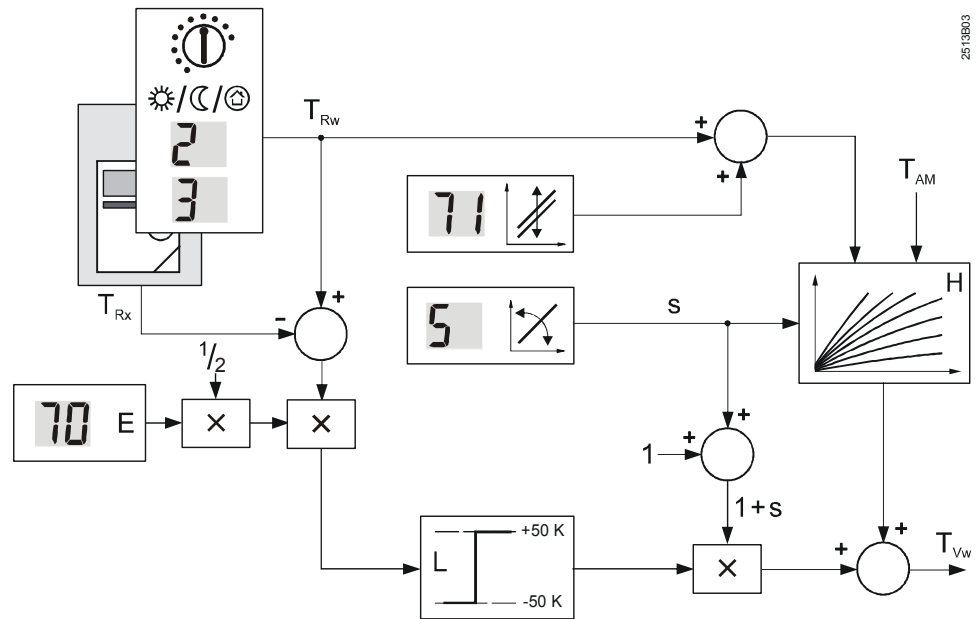 2513B03
2
3
T_Rw
+
+
71
T_AM
H
T_Rx
+
-
5
s
1/2
70 E
×
×
+
+
1
1+s
L
+50 K
-50 K
×
+
+
T_Vw